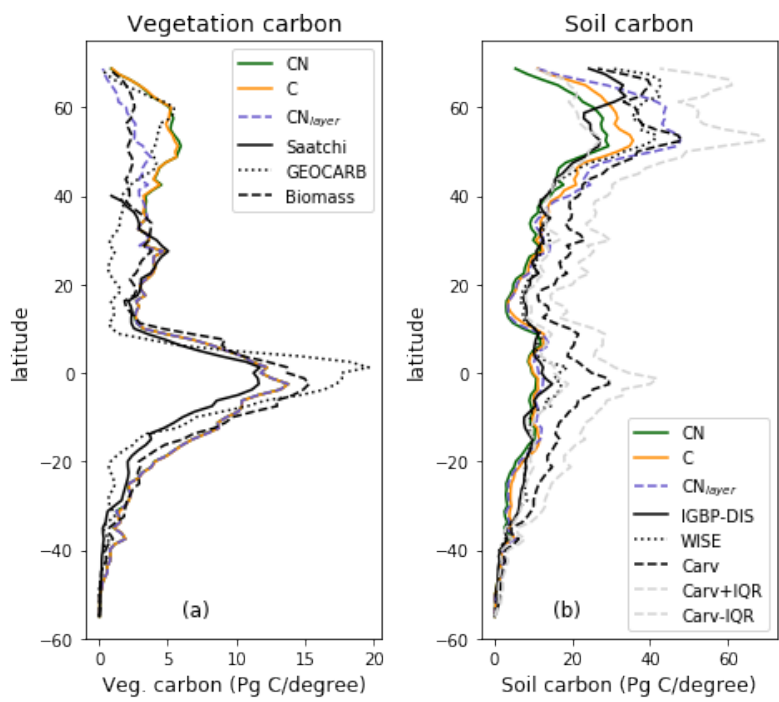 Vegetation carbon
CN
C
CNlayer
Saatchi
GEOCARB
Biomass
60
40
20
0
−20
−40
−60
latitude
(a)
0
5
10
15
20
Veg. carbon (Pg C/degree)
Soil carbon
60
40
20
0
−20
−40
−60
latitude
CN
C
CNlayer
IGBP-DIS
WISE
Carv
Carv+IQR
Carv-IQR
(b)
0
20
40
60
Soil carbon (Pg C/degree)